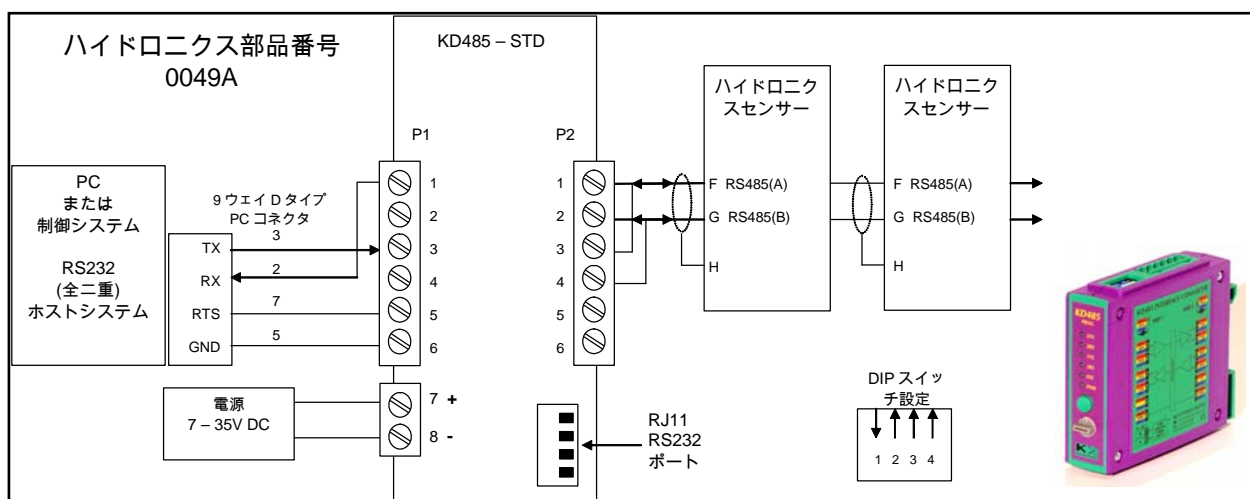 ハイドロニクス部品番号
0049A
KD485 – STD
P1
P2
PC
または
制御システム
RS232
(全二重)
ホストシステム
9 ウェイ D タイプ
PC コネクタ
TX
RX
RTS
GND
3
2
7
5
1
2
3
4
5
6
7 +
8 -
電源
7 – 35V DC
1
2
3
4
5
6
RJ11
RS232
ポート
ハイドロニク
スセンサー
F RS485(A)
G RS485(B)
H
ハイドロニク
スセンサー
F RS485(A)
G RS485(B)
H
DIP スイッ
チ設定
1 2 3 4
KD485 INTERFACE CONVERTER
KD485